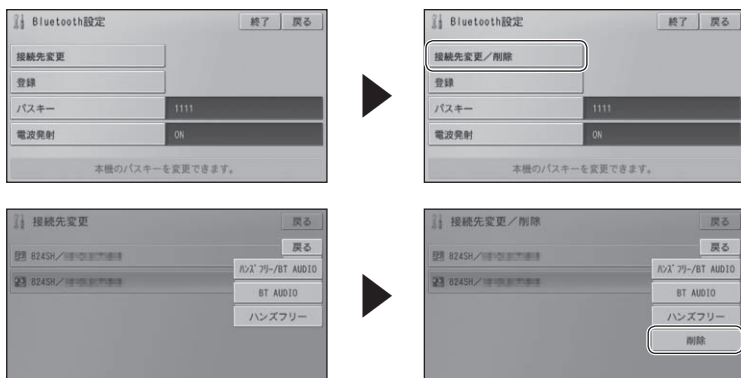 Bluetooth設定 終了 戻る
接続先変更
登録
パスキー 1111
電波発射 ON
本機のパスキーを変更できます。
Bluetooth設定 終了 戻る
接続先変更／削除
登録
パスキー 1111
電波発射 ON
本機のパスキーを変更できます。
接続先変更 戻る
824SH／
戻る
ﾊﾝｽﾞﾌﾘｰ/BT AUDIO
824SH／
BT AUDIO
ハンズフリー
接続先変更／削除 戻る
824SH／
戻る
ﾊﾝｽﾞﾌﾘｰ/BT AUDIO
824SH／
BT AUDIO
ハンズフリー
削除